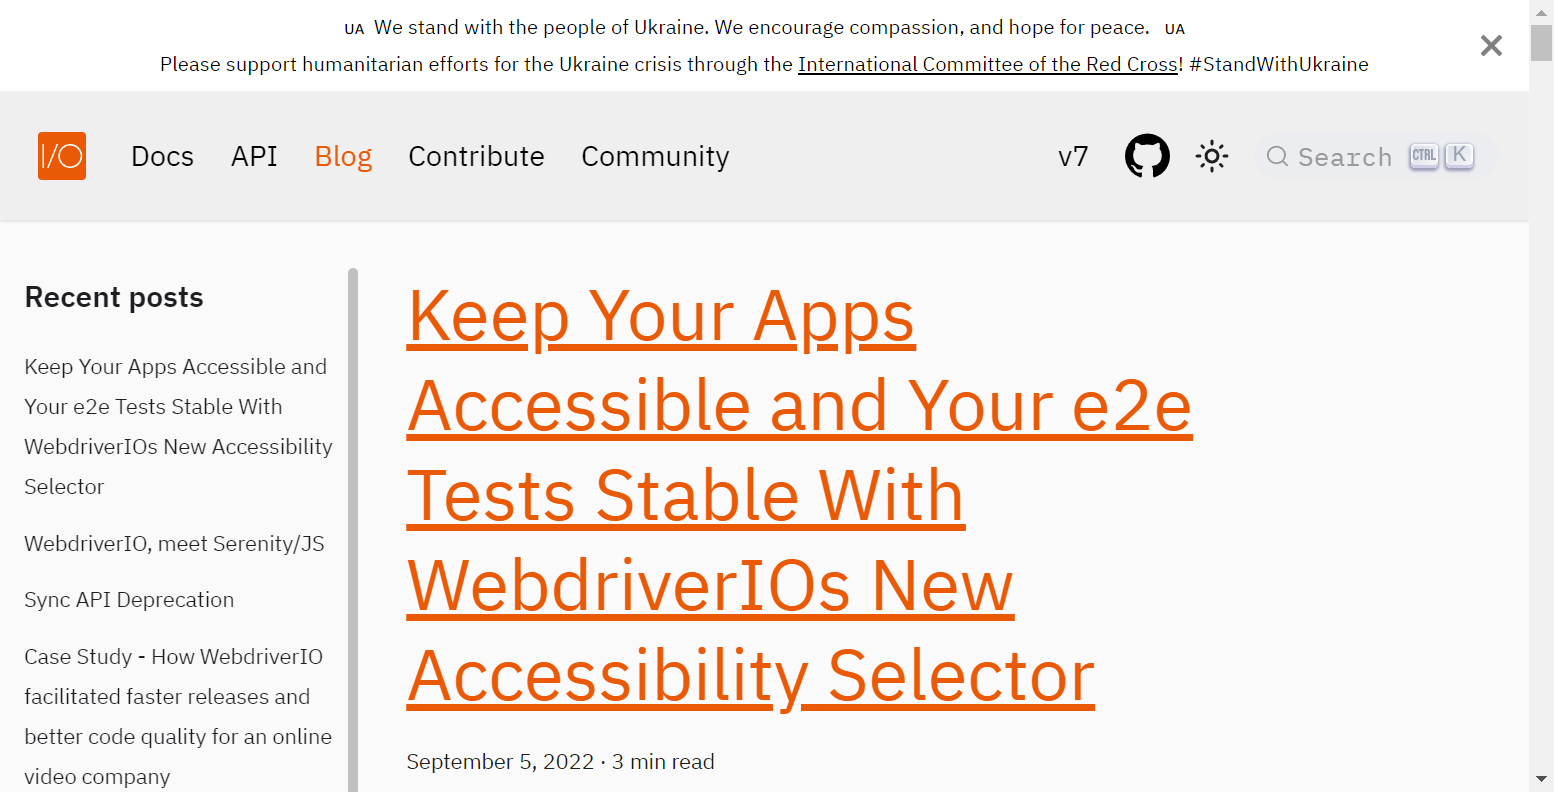 UA We stand with the people of Ukraine. We encourage compassion, and hope for peace. UA
Please support humanitarian efforts for the Ukraine crisis through the International Committee of the Red Cross! #StandWithUkraine
I/O Docs API Blog Contribute Community v7 Search CTRL K
Recent posts
Keep Your Apps Accessible and
Your e2e Tests Stable With
WebdriverIOs New Accessibility
Selector
WebdriverIO, meet Serenity/JS
Sync API Deprecation
Case Study - How WebdriverIO
facilitated faster releases and
better code quality for an online
video company
Keep Your Apps
Accessible and Your e2e
Tests Stable With
WebdriverIOs New
Accessibility Selector
September 5, 2022 · 3 min read